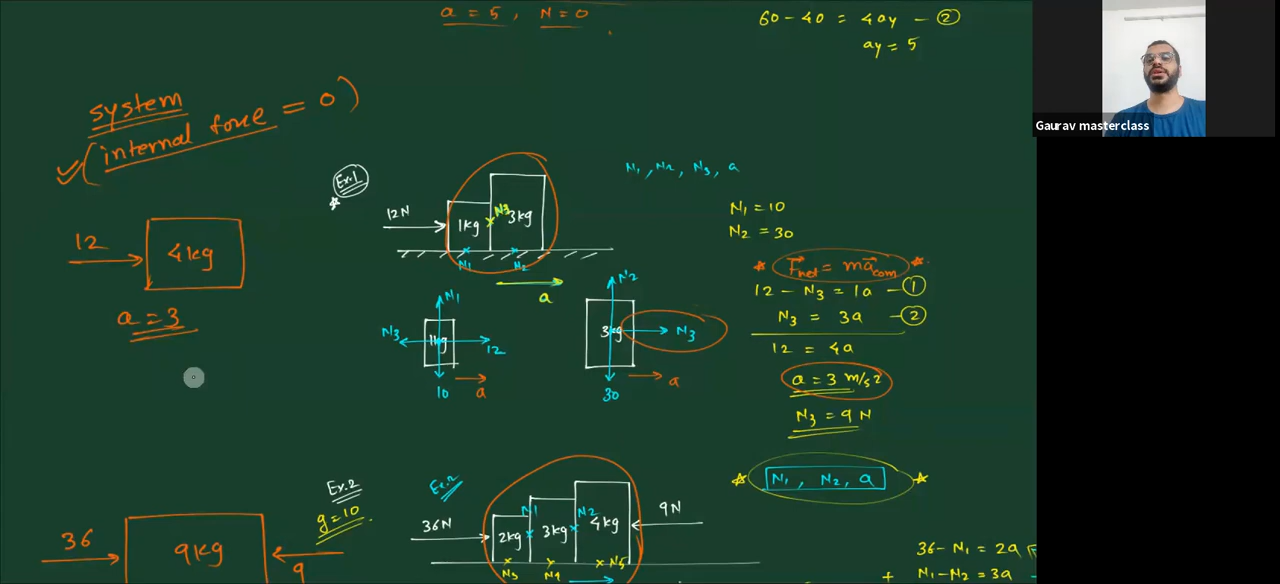 a = 5 , N = 0
60 - 40 = 4ay - ②
ay = 5
Gaurav masterclass
system
(internal force = 0)
Ex.1
12N
1kg
N3
3kg
N1
N2
a
N1, N2, N3, a
N1 = 10
N2 = 30
Fnet = macom
12 - N3 = 1a - ①
N3 = 3a - ②
12 = 4a
a = 3 m/s2
N3 = 9 N
12
4kg
a = 3
N1
N3
1kg
12
10
a
N2
3kg
N3
30
a
N1, N2, a
Ex.2
g = 10
36
9kg
9
Ex.2
36N
2kg
N1
3kg
N2
4kg
9N
N3
N4
N5
36 - N1 = 2a
+ N1 - N2 = 3a